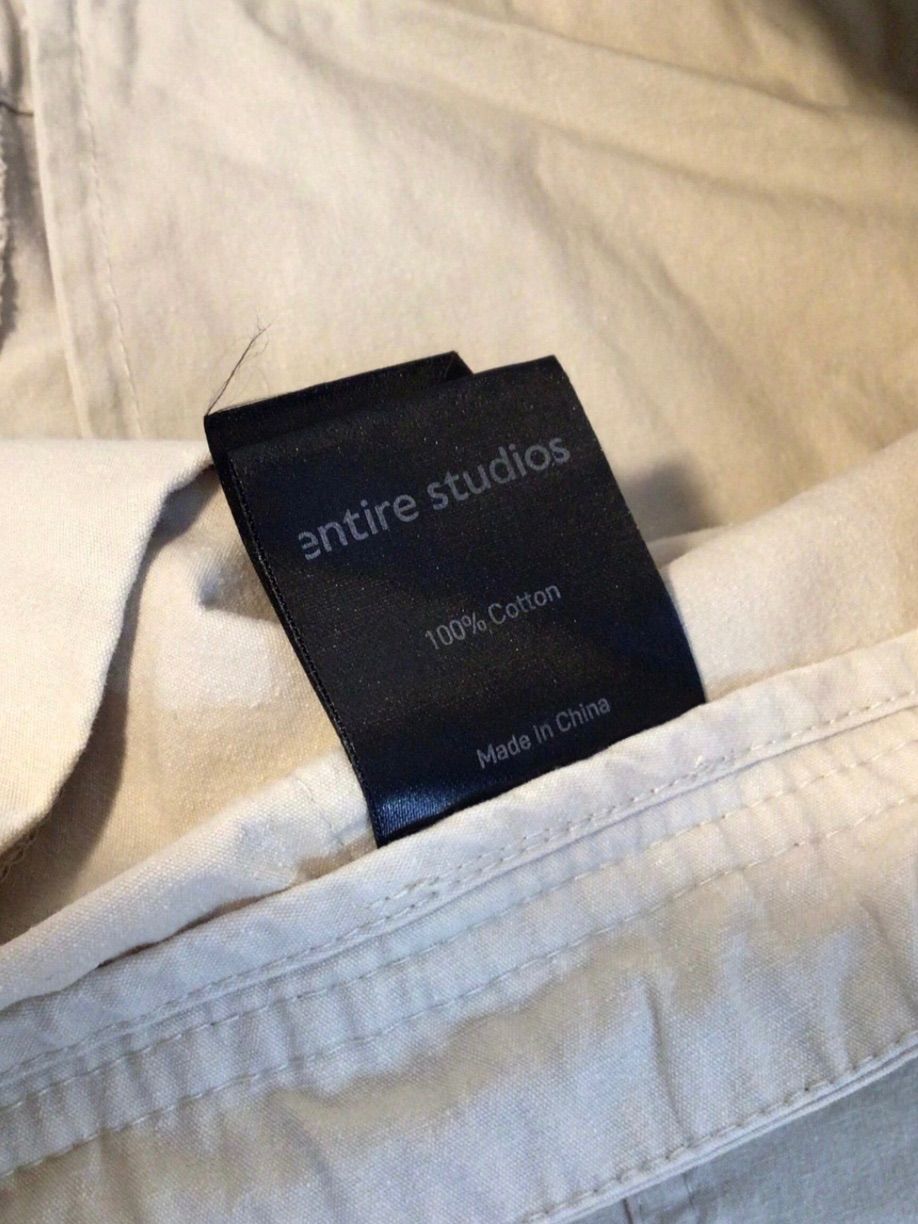 entire studios
100% Cotton
Made in China